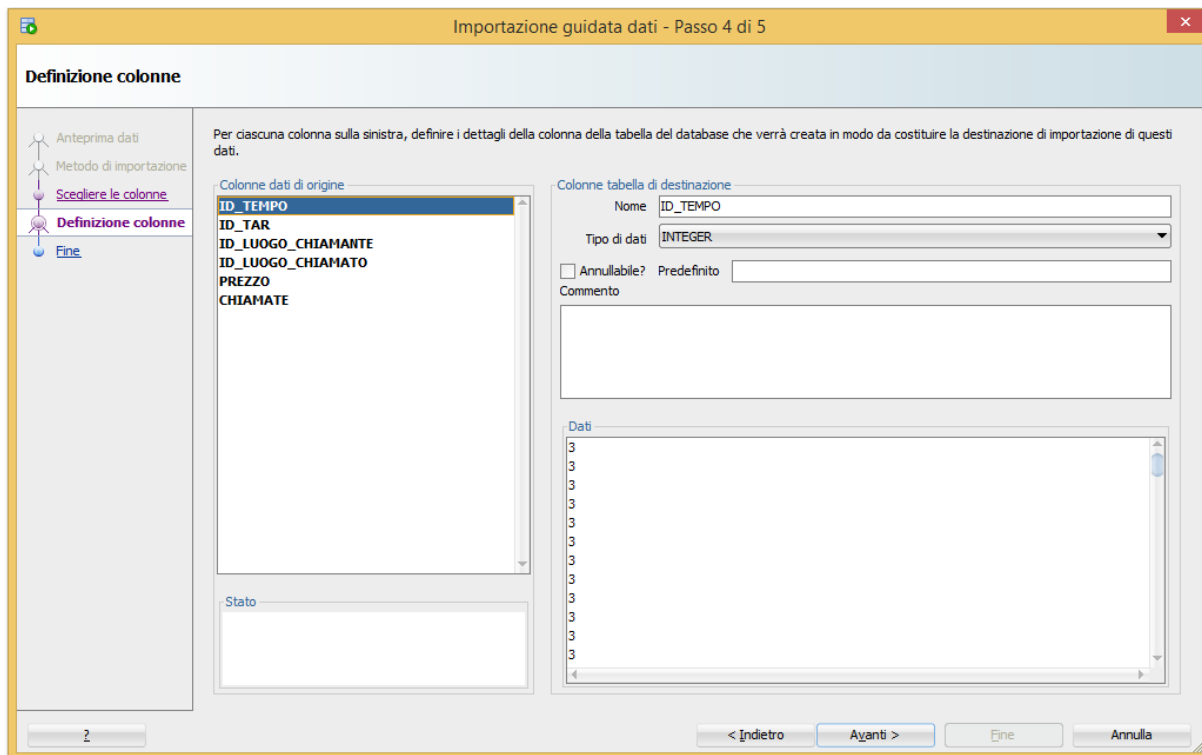 Importazione guidata dati - Passo 4 di 5
Definizione colonne
Anteprima dati
Metodo di importazione
Scegliere le colonne
Definizione colonne
Fine
Per ciascuna colonna sulla sinistra, definire i dettagli della colonna della tabella del database che verrà creata in modo da costituire la destinazione di importazione di questi
dati.
Colonne dati di origine
ID_TEMPO
ID_TAR
ID_LUOGO_CHIAMANTE
ID_LUOGO_CHIAMATO
PREZZO
CHIAMATE
Stato
Colonne tabella di destinazione
Nome ID_TEMPO
Tipo di dati INTEGER
Annullabile? Predefinito
Commento
Dati
3
3
3
3
3
3
3
3
3
3
3
3
? < Indietro Avanti > Fine Annulla